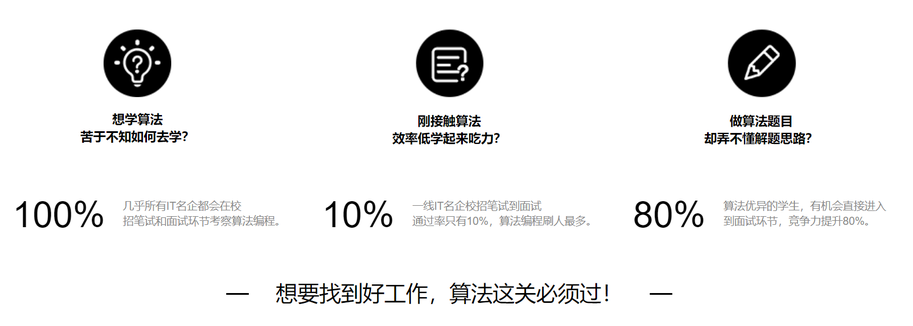 想学算法
苦于不知如何去学?
刚接触算法
效率低学起来吃力?
做算法题目
却弄不懂解题思路?
100%
几乎所有IT名企都会在校
招笔试和面试环节考察算法编程。
10%
一线IT名企校招笔试到面试
通过率只有10%，算法编程刷人最多。
80%
算法优异的学生，有机会直接进入
到面试环节，竞争力提升80%。
— 想要找到好工作，算法这关必须过！ —